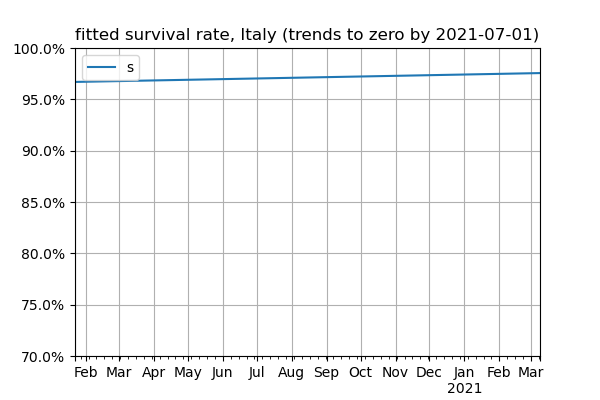 fitted survival rate, Italy (trends to zero by 2021-07-01)
100.0%
s
95.0%
90.0%
85.0%
80.0%
75.0%
70.0%
Feb Mar Apr May Jun Jul Aug Sep Oct Nov Dec Jan Feb Mar
2021